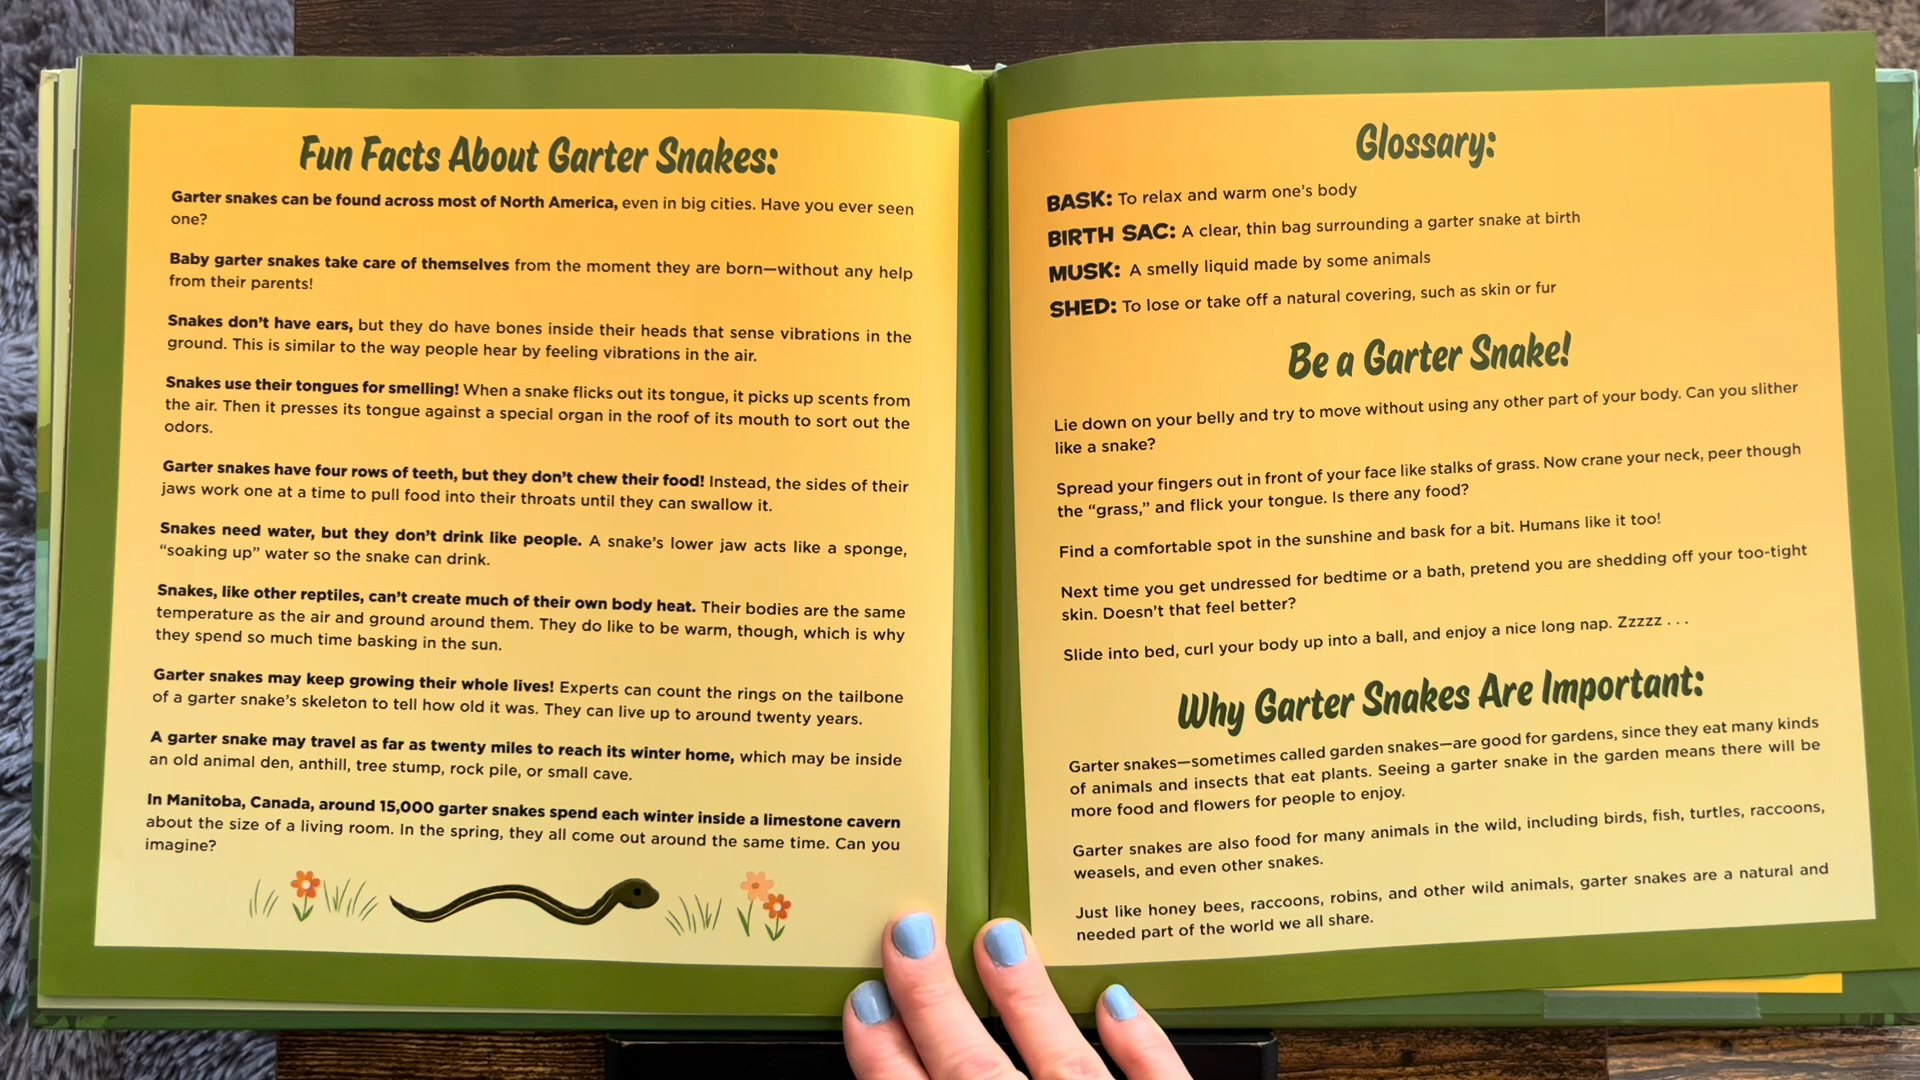 Fun Facts About Garter Snakes:
Garter snakes can be found across most of North America, even in big cities. Have you ever seen
one?
Baby garter snakes take care of themselves from the moment they are born—without any help
from their parents!
Snakes don't have ears, but they do have bones inside their heads that sense vibrations in the
ground. This is similar to the way people hear by feeling vibrations in the air.
Snakes use their tongues for smelling! When a snake flicks out its tongue, it picks up scents from
the air. Then it presses its tongue against a special organ in the roof of its mouth to sort out the
odors.
Garter snakes have four rows of teeth, but they don't chew their food! Instead, the sides of their
jaws work one at a time to pull food into their throats until they can swallow it.
Snakes need water, but they don't drink like people. A snake's lower jaw acts like a sponge,
“soaking up” water so the snake can drink.
Snakes, like other reptiles, can't create much of their own body heat. Their bodies are the same
temperature as the air and ground around them. They do like to be warm, though, which is why
they spend so much time basking in the sun.
Garter snakes may keep growing their whole lives! Experts can count the rings on the tailbone
of a garter snake's skeleton to tell how old it was. They can live up to around twenty years.
A garter snake may travel as far as twenty miles to reach its winter home, which may be inside
an old animal den, anthill, tree stump, rock pile, or small cave.
In Manitoba, Canada, around 15,000 garter snakes spend each winter inside a limestone cavern
about the size of a living room. In the spring, they all come out around the same time. Can you
imagine?
Glossary:
BASK: To relax and warm one's body
BIRTH SAC: A clear, thin bag surrounding a garter snake at birth
MUSK: A smelly liquid made by some animals
SHED: To lose or take off a natural covering, such as skin or fur
Be a Garter Snake!
Lie down on your belly and try to move without using any other part of your body. Can you slither
like a snake?
Spread your fingers out in front of your face like stalks of grass. Now crane your neck, peer though
the “grass,” and flick your tongue. Is there any food?
Find a comfortable spot in the sunshine and bask for a bit. Humans like it too!
Next time you get undressed for bedtime or a bath, pretend you are shedding off your too-tight
skin. Doesn't that feel better?
Slide into bed, curl your body up into a ball, and enjoy a nice long nap. Zzzzz . . .
Why Garter Snakes Are Important:
Garter snakes—sometimes called garden snakes—are good for gardens, since they eat many kinds
of animals and insects that eat plants. Seeing a garter snake in the garden means there will be
more food and flowers for people to enjoy.
Garter snakes are also food for many animals in the wild, including birds, fish, turtles, raccoons,
weasels, and even other snakes.
Just like honey bees, raccoons, robins, and other wild animals, garter snakes are a natural and
needed part of the world we all share.